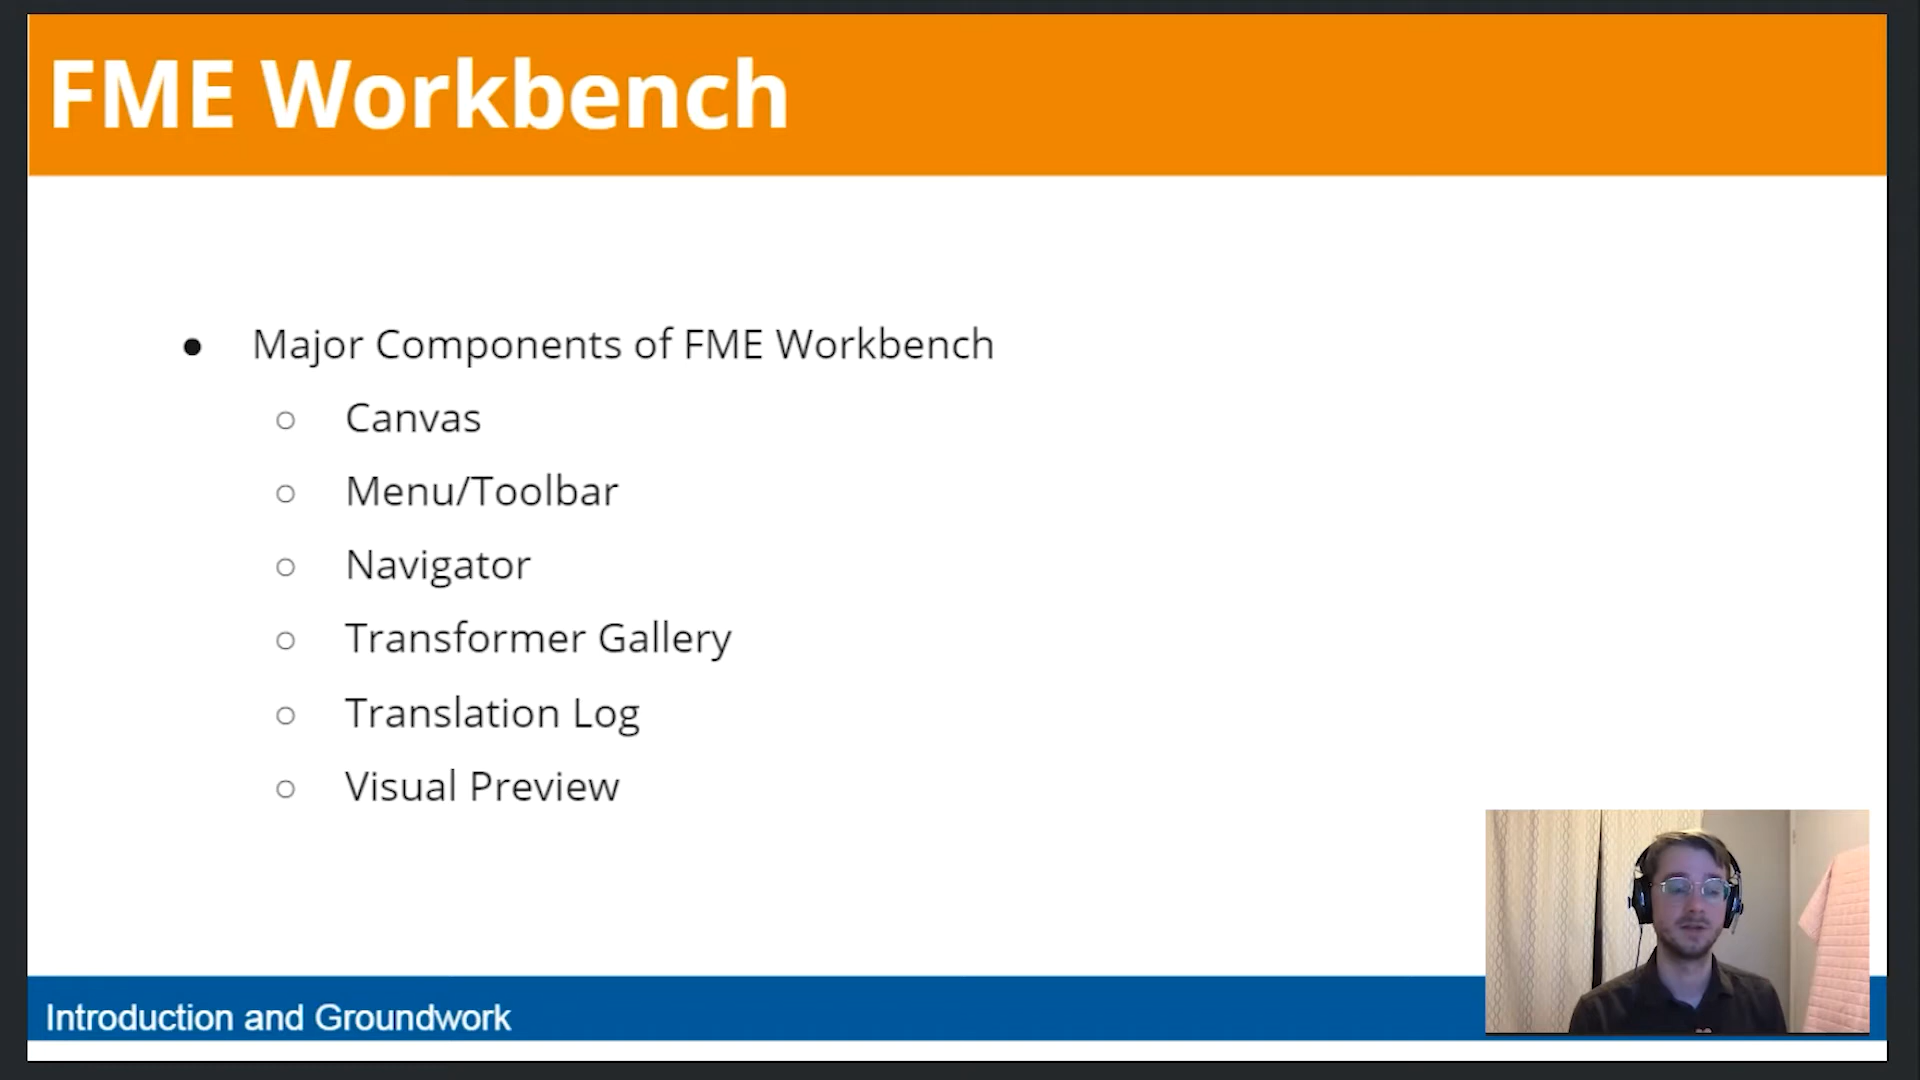 FME Workbench
● Major Components of FME Workbench
○ Canvas
○ Menu/Toolbar
○ Navigator
○ Transformer Gallery
○ Translation Log
○ Visual Preview
Introduction and Groundwork